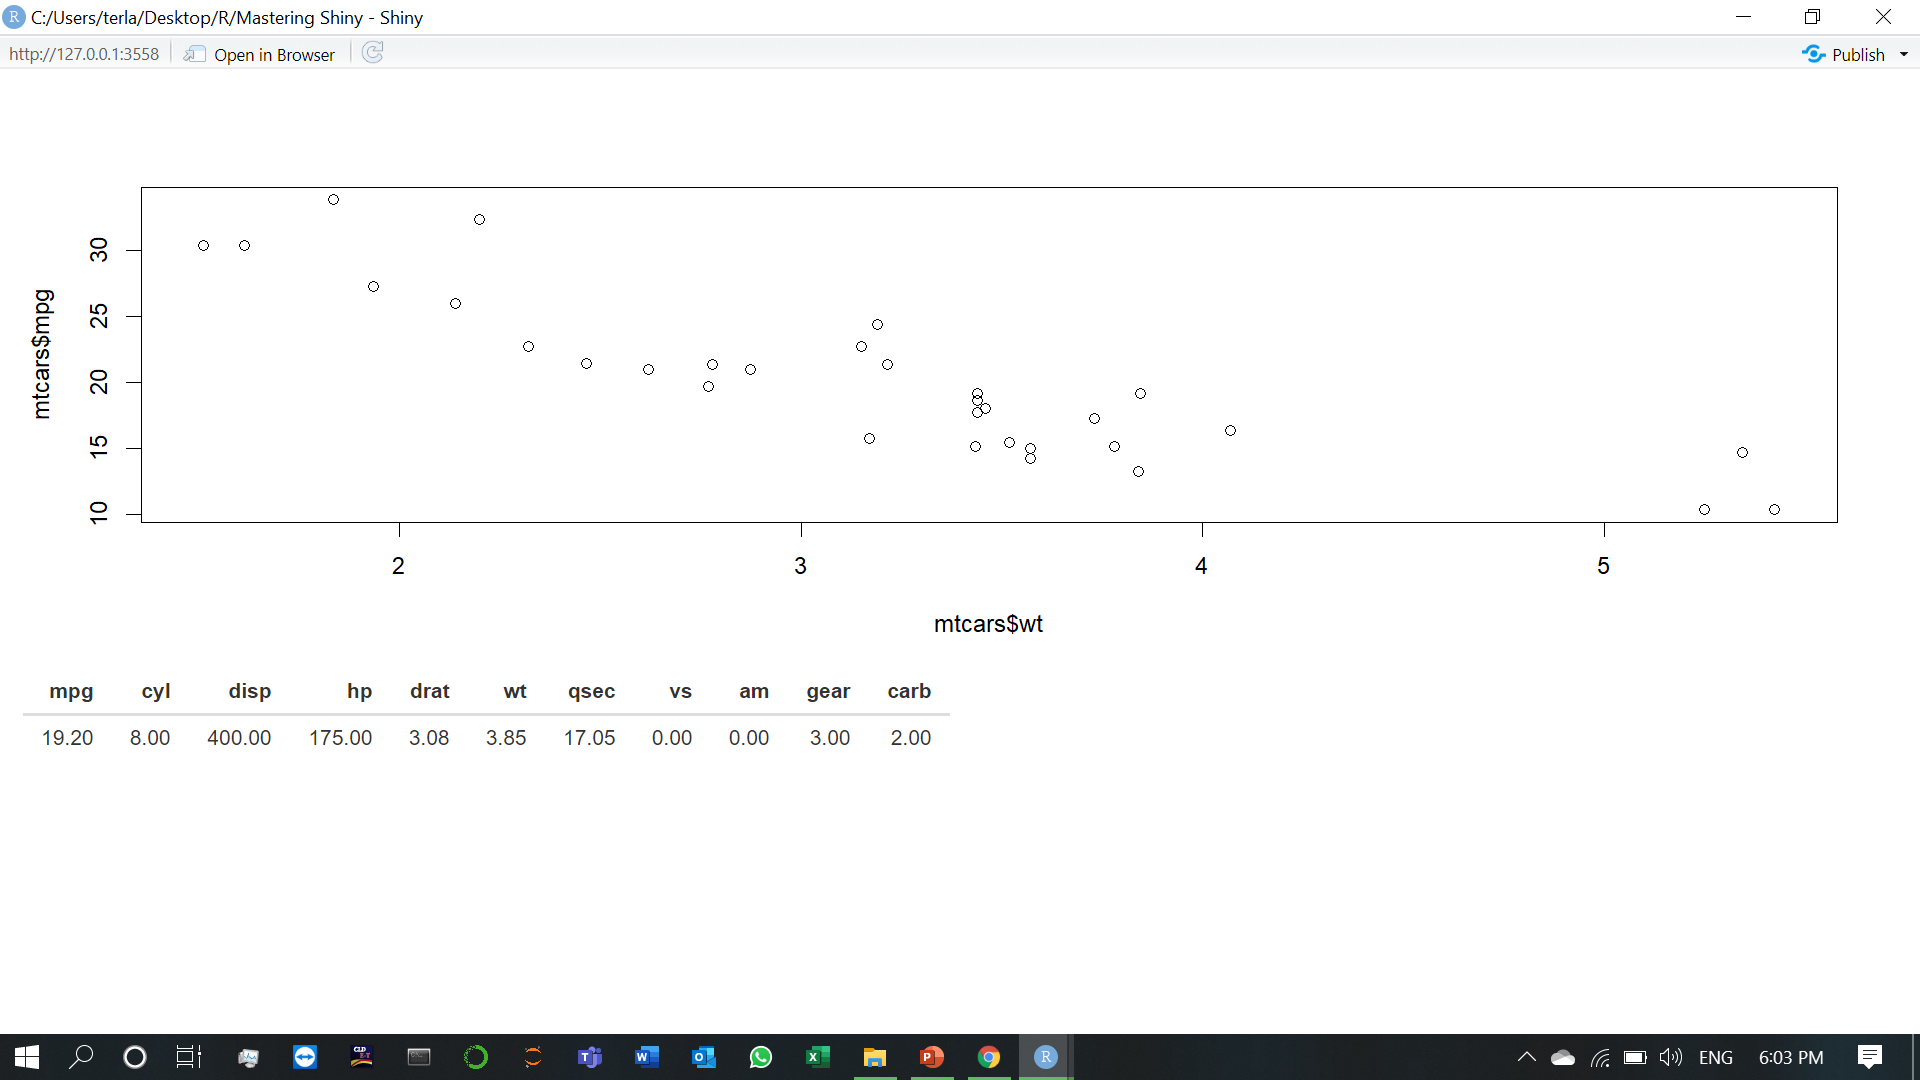 C:/Users/terla/Desktop/R/Mastering Shiny - Shiny
http://127.0.0.1:3558 Open in Browser Publish
30
25
20
15
10
mtcars$mpg
2 3 4 5
mtcars$wt
mpg cyl disp hp drat wt qsec vs am gear carb
19.20 8.00 400.00 175.00 3.08 3.85 17.05 0.00 0.00 3.00 2.00
ENG 6:03 PM